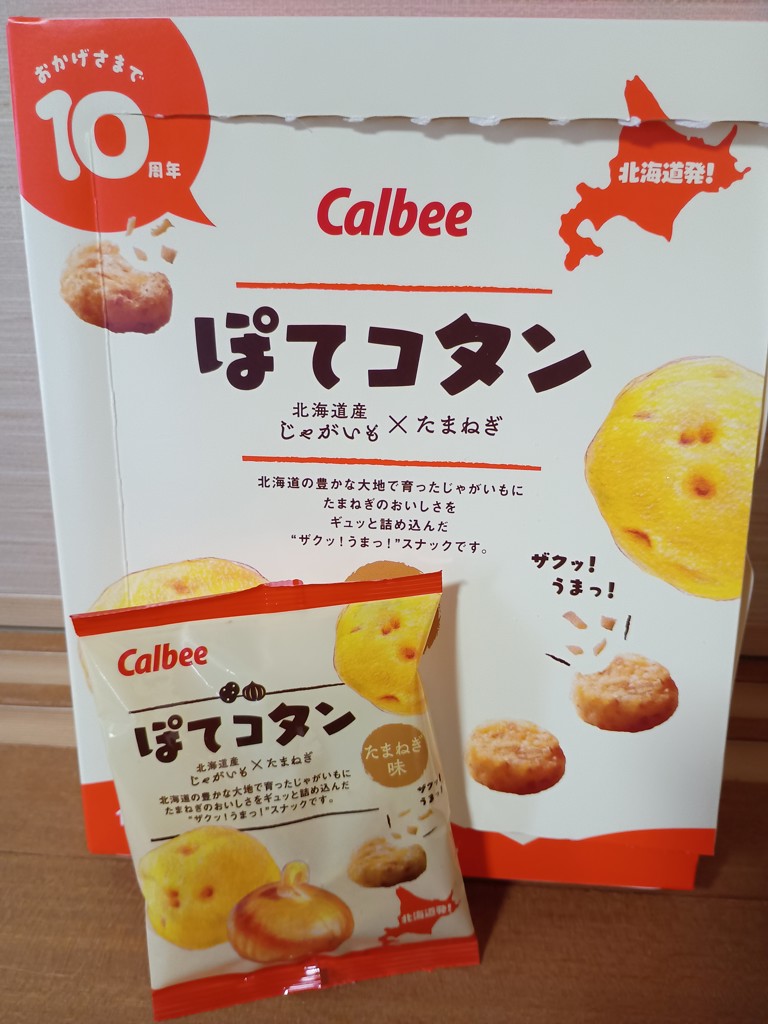 おかげさまで
10周年
北海道発!
Calbee
ぽてコタン
北海道産
じゃがいも×たまねぎ
北海道の豊かな大地で育ったじゃがいもに
たまねぎのおいしさを
ギュッと詰め込んだ
“ザクッ!うまっ!”スナックです。
ザクッ!
うまっ!
Calbee
ぽてコタン
北海道産
じゃがいも×たまねぎ
たまねぎ
味
北海道の豊かな大地で育ったじゃがいもに
たまねぎのおいしさをギュッと詰め込んだ
“ザクッ!うまっ!”スナックです。
ザクッ!
うまっ!
北海道発!